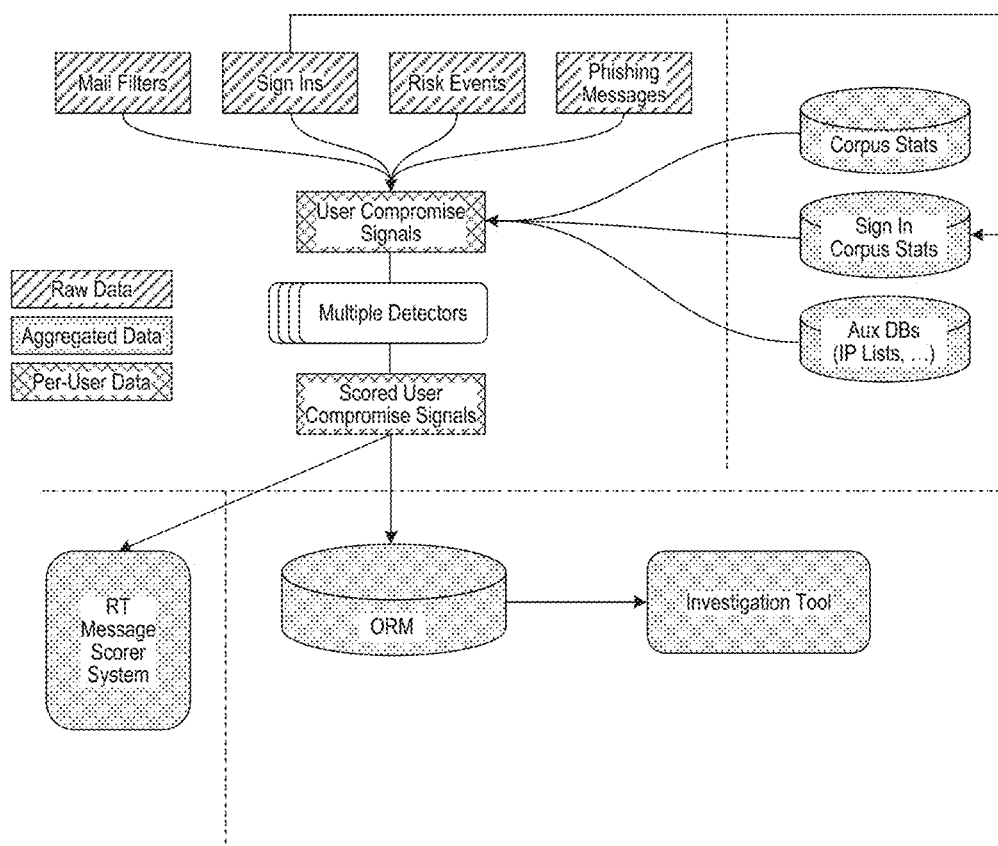 Mail Filters
Sign Ins
Risk Events
Phishing
Messages
Corpus Stats
User Compromise
Signals
Sign In
Corpus Stats
Raw Data
Multiple Detectors
Aggregated Data
Aux DBs
(IP Lists, ...)
Per-User Data
Scored User
Compromise Signals
RT
Message
Scorer
System
ORM
Investigation Tool